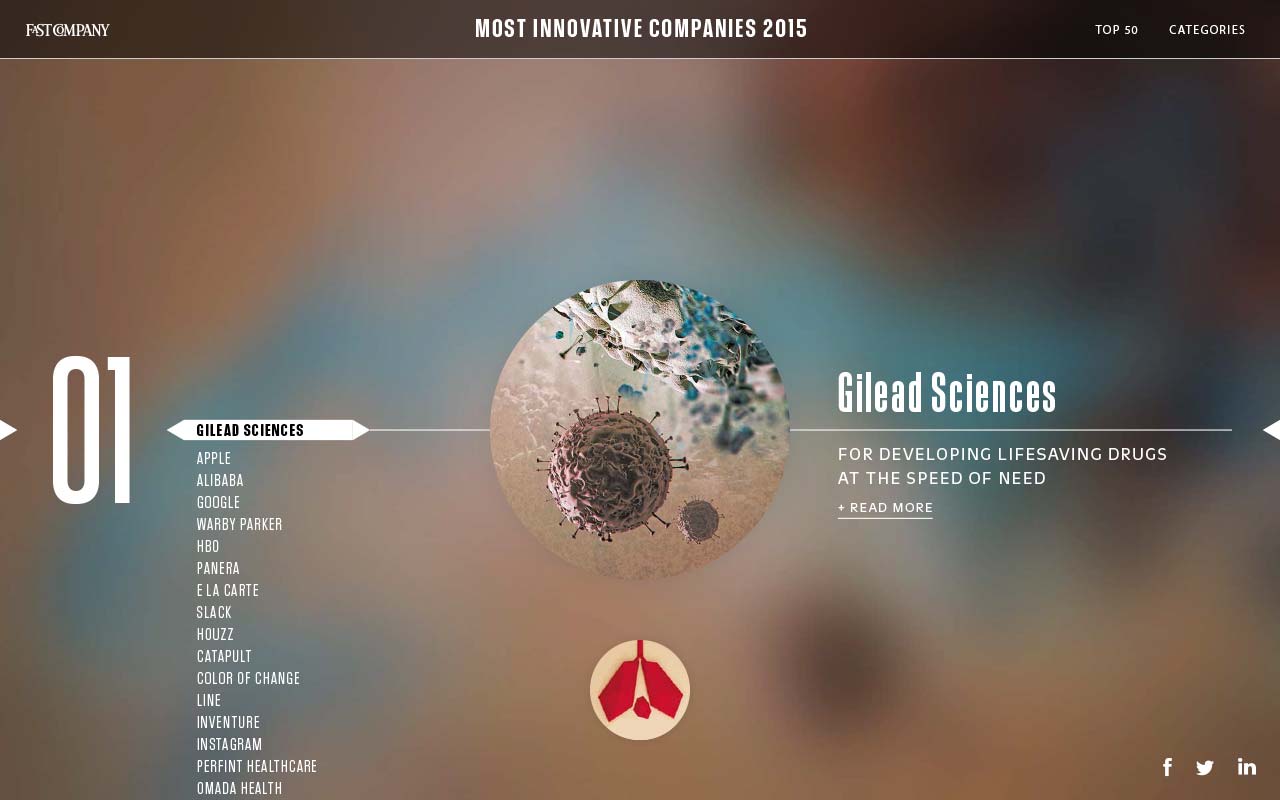 FAST COMPANY
MOST INNOVATIVE COMPANIES 2015
TOP 50
CATEGORIES
01
GILEAD SCIENCES
APPLE
ALIBABA
GOOGLE
WARBY PARKER
HBO
PANERA
E LA CARTE
SLACK
HOUZZ
CATAPULT
COLOR OF CHANGE
LINE
INVENTURE
INSTAGRAM
PERFINT HEALTHCARE
OMADA HEALTH
Gilead Sciences
FOR DEVELOPING LIFESAVING DRUGS
AT THE SPEED OF NEED
+ READ MORE
f
in